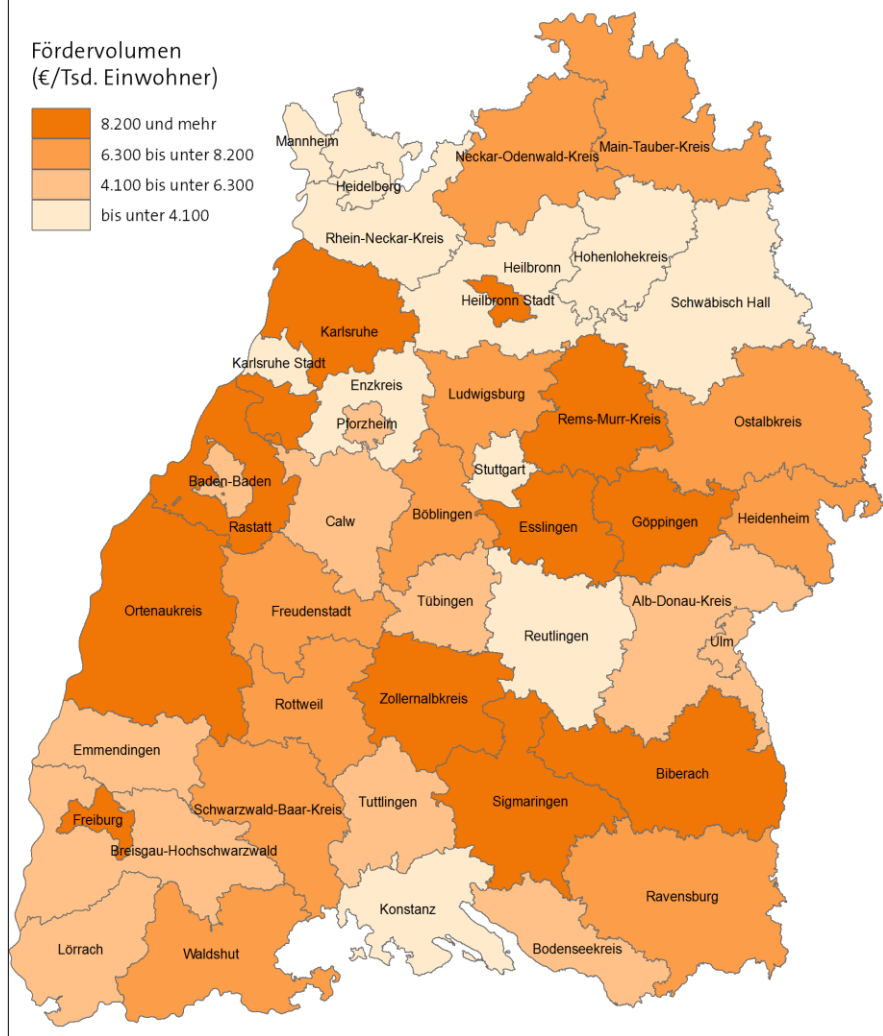 Fördervolumen
(€/Tsd. Einwohner)
8.200 und mehr
6.300 bis unter 8.200
4.100 bis unter 6.300
bis unter 4.100
Mannheim
Heidelberg
Neckar-Odenwald-Kreis
Main-Tauber-Kreis
Rhein-Neckar-Kreis
Heilbronn
Hohenlohekreis
Heilbronn Stadt
Schwäbisch Hall
Karlsruhe
Karlsruhe Stadt
Enzkreis
Ludwigsburg
Pforzheim
Rems-Murr-Kreis
Ostalbkreis
Stuttgart
Baden-Baden
Rastatt
Calw
Böblingen
Esslingen
Göppingen
Heidenheim
Ortenaukreis
Freudenstadt
Tübingen
Reutlingen
Alb-Donau-Kreis
Ulm
Rottweil
Zollernalbkreis
Emmendingen
Biberach
Schwarzwald-Baar-Kreis
Tuttlingen
Sigmaringen
Freiburg
Breisgau-Hochschwarzwald
Ravensburg
Konstanz
Lörrach
Waldshut
Bodenseekreis